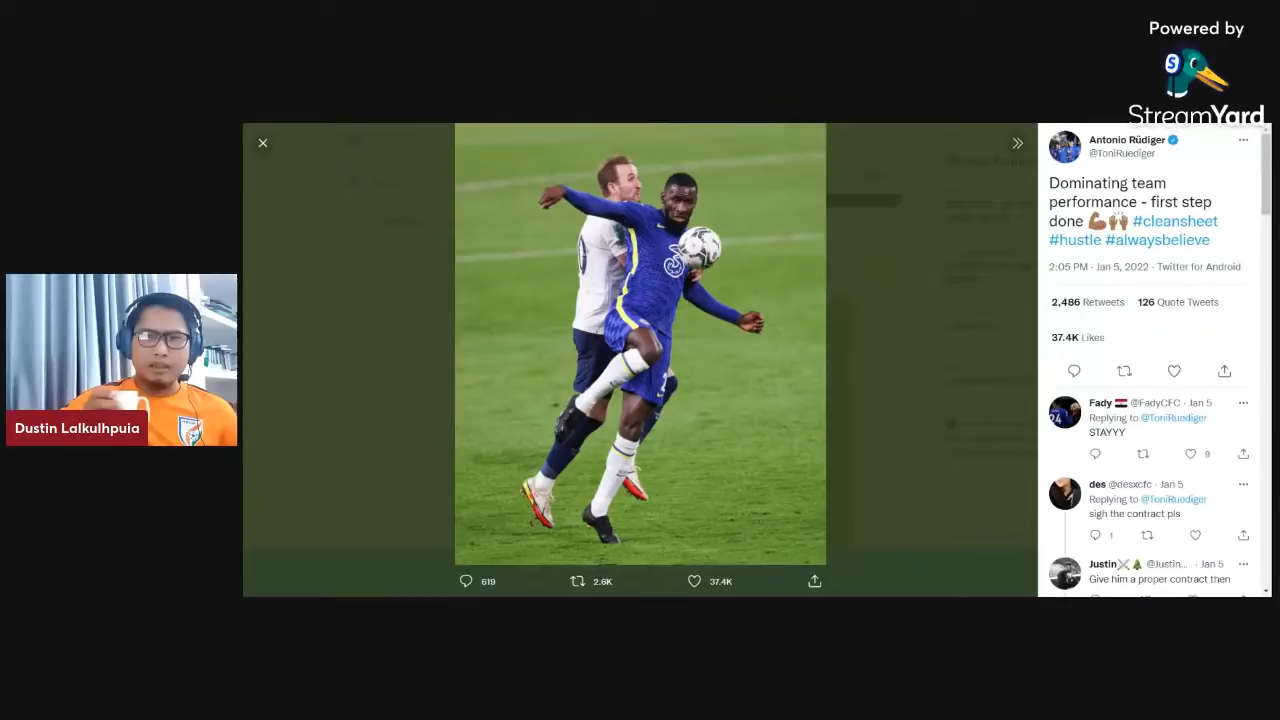 Powered by
StreamYard
Dustin Lalkulhpuia
3
619
2.6K
37.4K
Antonio Rüdiger
@ToniRuediger
Dominating team
performance - first step
done 💪🏾🙌🏾 #cleansheet
#hustle #alwaysbelieve
2:05 PM · Jan 5, 2022 · Twitter for Android
2,486 Retweets 126 Quote Tweets
37.4K Likes
Fady 🇪🇬 @FadyCFC · Jan 5
Replying to @ToniRuediger
STAYYY
9
des @desxcfc · Jan 5
Replying to @ToniRuediger
sigh the contract pls
1
Justin⚔🎄 @Justin... · Jan 5
Give him a proper contract then